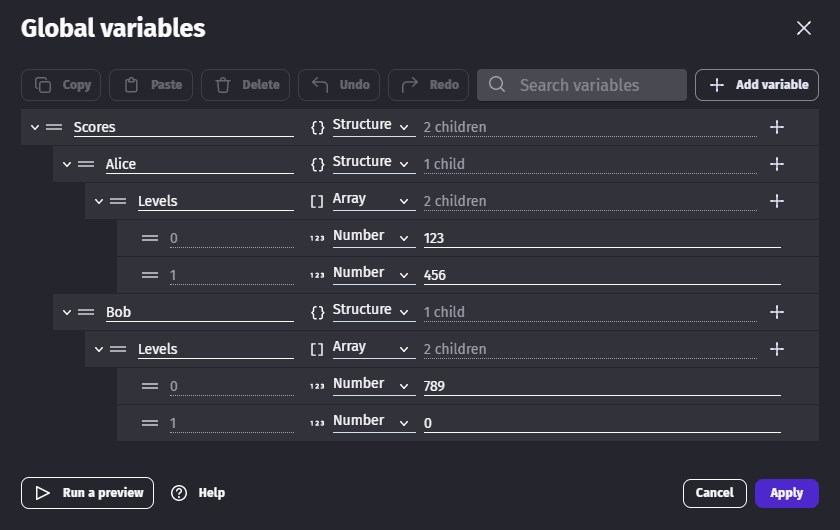 Global variables
Copy Paste Delete Undo Redo Search variables Add variable
Scores {} Structure 2 children
Alice {} Structure 1 child
Levels [] Array 2 children
0 123 Number 123
1 123 Number 456
Bob {} Structure 1 child
Levels [] Array 2 children
0 123 Number 789
1 123 Number 0
Run a preview Help Cancel Apply